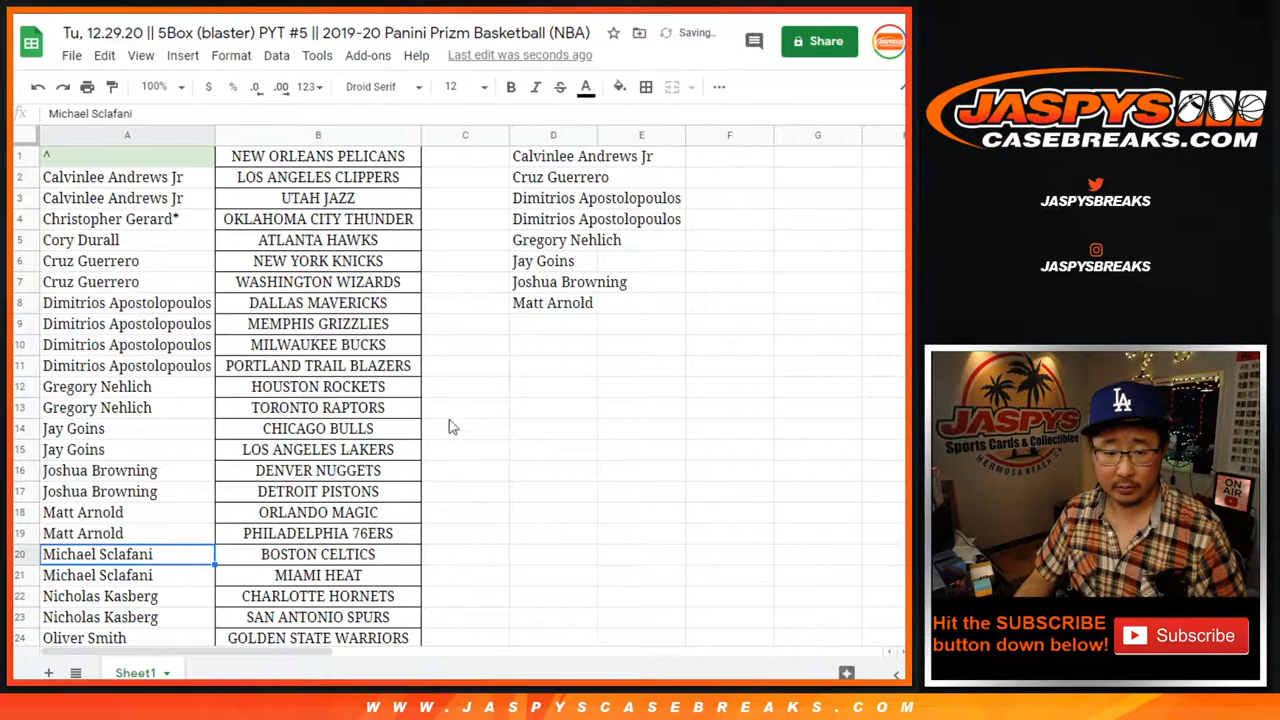 Tu, 12.29.20 || 5Box (blaster) PYT #5 || 2019-20 Panini Prizm Basketball (NBA)
Saving..
Share
File Edit View Insert Format Data Tools Add-ons Help Last edit was seconds ago
100% $ % .0 .00 123 Droid Serif 12 B I S A
fx Michael Sclafani
A B C D E F G
1 ^ NEW ORLEANS PELICANS Calvinlee Andrews Jr
2 Calvinlee Andrews Jr LOS ANGELES CLIPPERS Cruz Guerrero
3 Calvinlee Andrews Jr UTAH JAZZ Dimitrios Apostolopoulos
4 Christopher Gerard* OKLAHOMA CITY THUNDER Dimitrios Apostolopoulos
5 Cory Durall ATLANTA HAWKS Gregory Nehlich
6 Cruz Guerrero NEW YORK KNICKS Jay Goins
7 Cruz Guerrero WASHINGTON WIZARDS Joshua Browning
8 Dimitrios Apostolopoulos DALLAS MAVERICKS Matt Arnold
9 Dimitrios Apostolopoulos MEMPHIS GRIZZLIES
10 Dimitrios Apostolopoulos MILWAUKEE BUCKS
11 Dimitrios Apostolopoulos PORTLAND TRAIL BLAZERS
12 Gregory Nehlich HOUSTON ROCKETS
13 Gregory Nehlich TORONTO RAPTORS
14 Jay Goins CHICAGO BULLS
15 Jay Goins LOS ANGELES LAKERS
16 Joshua Browning DENVER NUGGETS
17 Joshua Browning DETROIT PISTONS
18 Matt Arnold ORLANDO MAGIC
19 Matt Arnold PHILADELPHIA 76ERS
20 Michael Sclafani BOSTON CELTICS
21 Michael Sclafani MIAMI HEAT
22 Nicholas Kasberg CHARLOTTE HORNETS
23 Nicholas Kasberg SAN ANTONIO SPURS
24 Oliver Smith GOLDEN STATE WARRIORS
Sheet1
JASPYS
CASEBREAKS.COM
JASPYSBREAKS
JASPYSBREAKS
JASPYS
Sports Cards & Collectibles
HERMOSA BEACH
LA
ON
AIR
Hit the SUBSCRIBE
button down below!
Subscribe
WWW.JASPYSCASEBREAKS.COM